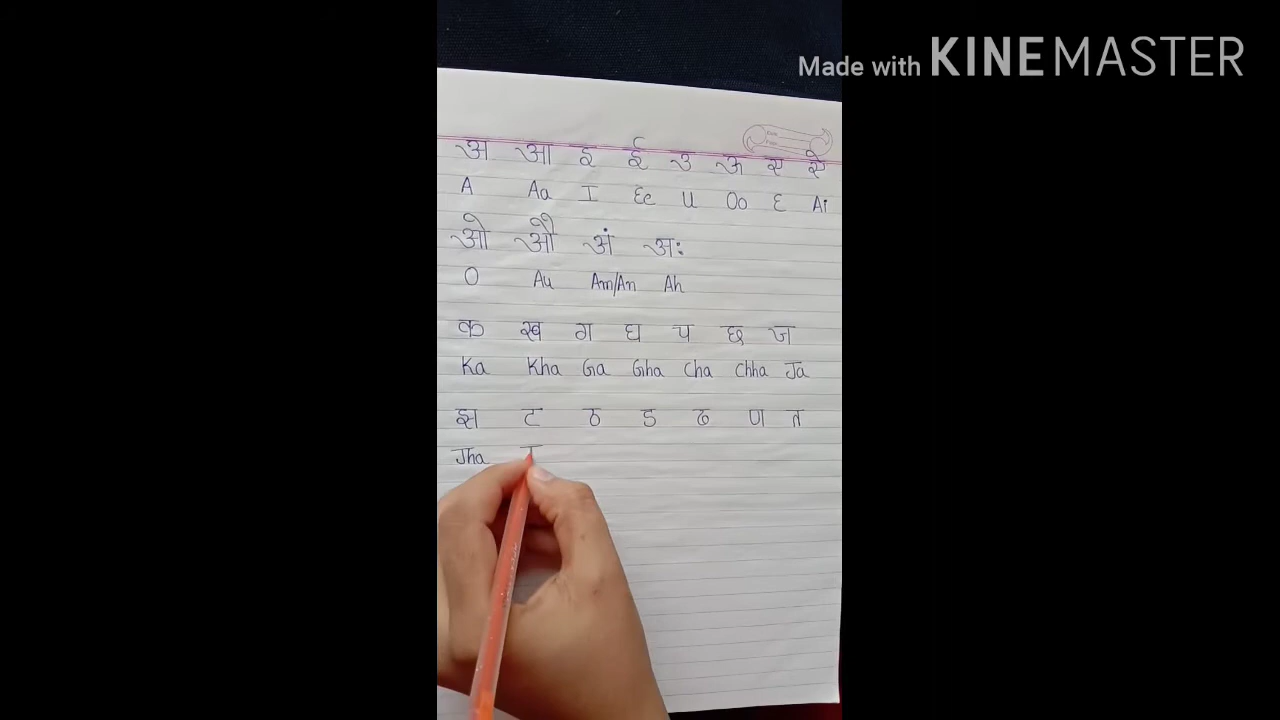 Made with KINEMASTER
अ आ इ ई उ ऊ ए ऐ
A Aa I Ee U Oo E Ai
ओ औ अं अः
O Au Am/An Ah
क ख ग घ च छ ज
Ka Kha Ga Gha Cha Chha Ja
झ ट ठ ड ढ ण त
Jha T